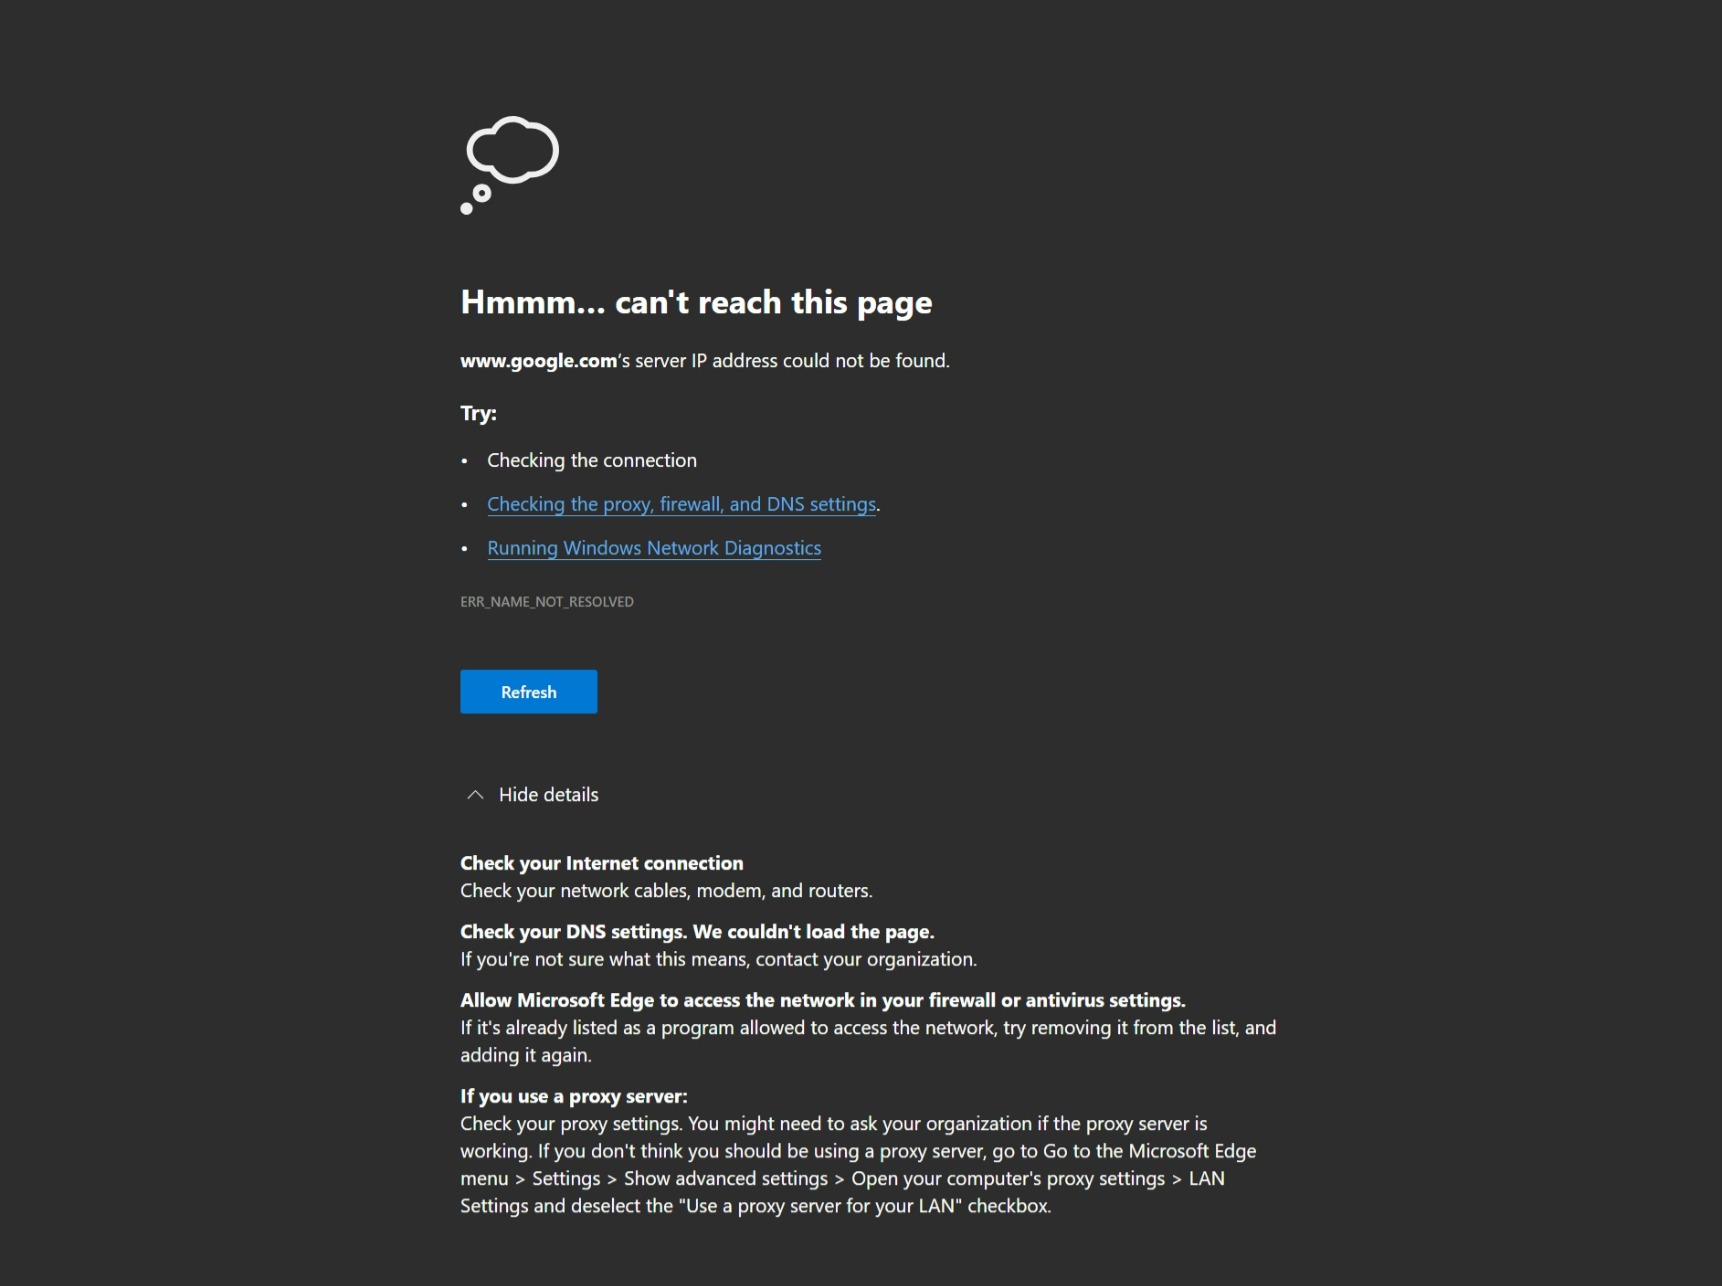 Hmmm... can't reach this page
www.google.com's server IP address could not be found.
Try:
• Checking the connection
• Checking the proxy, firewall, and DNS settings.
• Running Windows Network Diagnostics
ERR_NAME_NOT_RESOLVED
Refresh
Hide details
Check your Internet connection
Check your network cables, modem, and routers.
Check your DNS settings. We couldn't load the page.
If you're not sure what this means, contact your organization.
Allow Microsoft Edge to access the network in your firewall or antivirus settings.
If it's already listed as a program allowed to access the network, try removing it from the list, and
adding it again.
If you use a proxy server:
Check your proxy settings. You might need to ask your organization if the proxy server is
working. If you don't think you should be using a proxy server, go to Go to the Microsoft Edge
menu > Settings > Show advanced settings > Open your computer's proxy settings > LAN
Settings and deselect the "Use a proxy server for your LAN" checkbox.